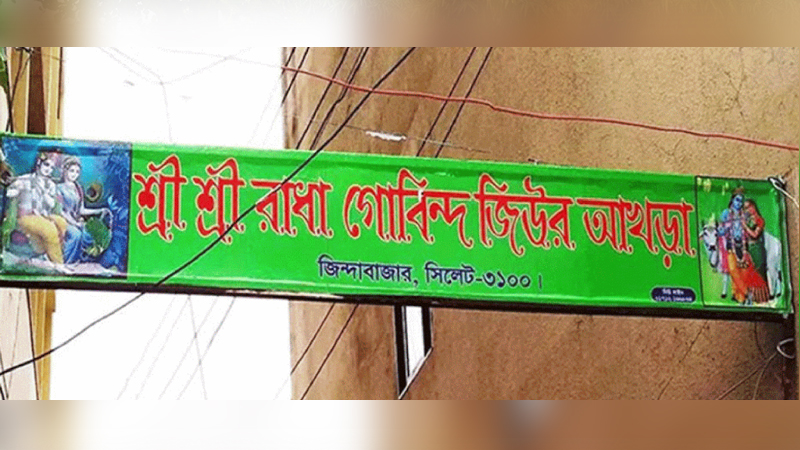 শ্রী শ্রী রাধা গোবিন্দ জিউর আখড়া
জিন্দাবাজার, সিলেট-৩১০০।